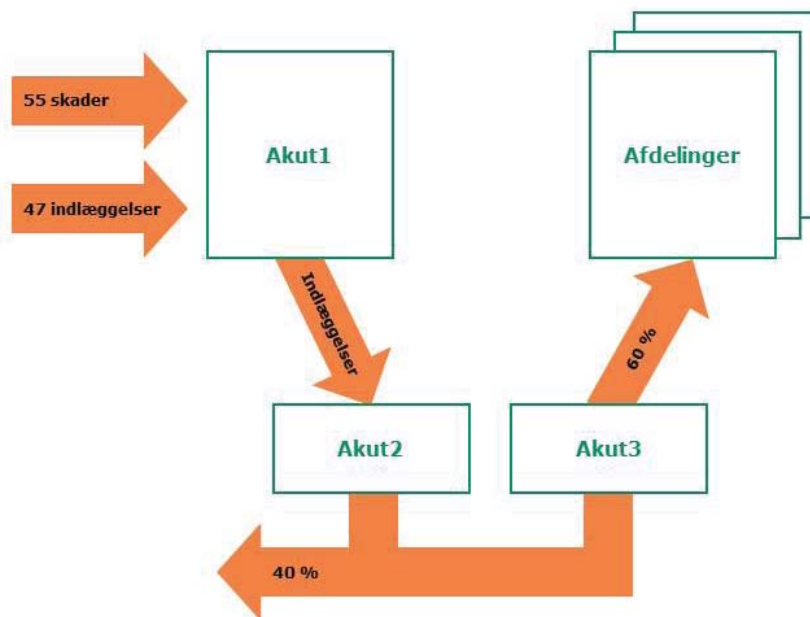 55 skader
47 indlæggelser
Akut1
Afdelinger
Indlæggelser
60 %
Akut2
Akut3
40 %